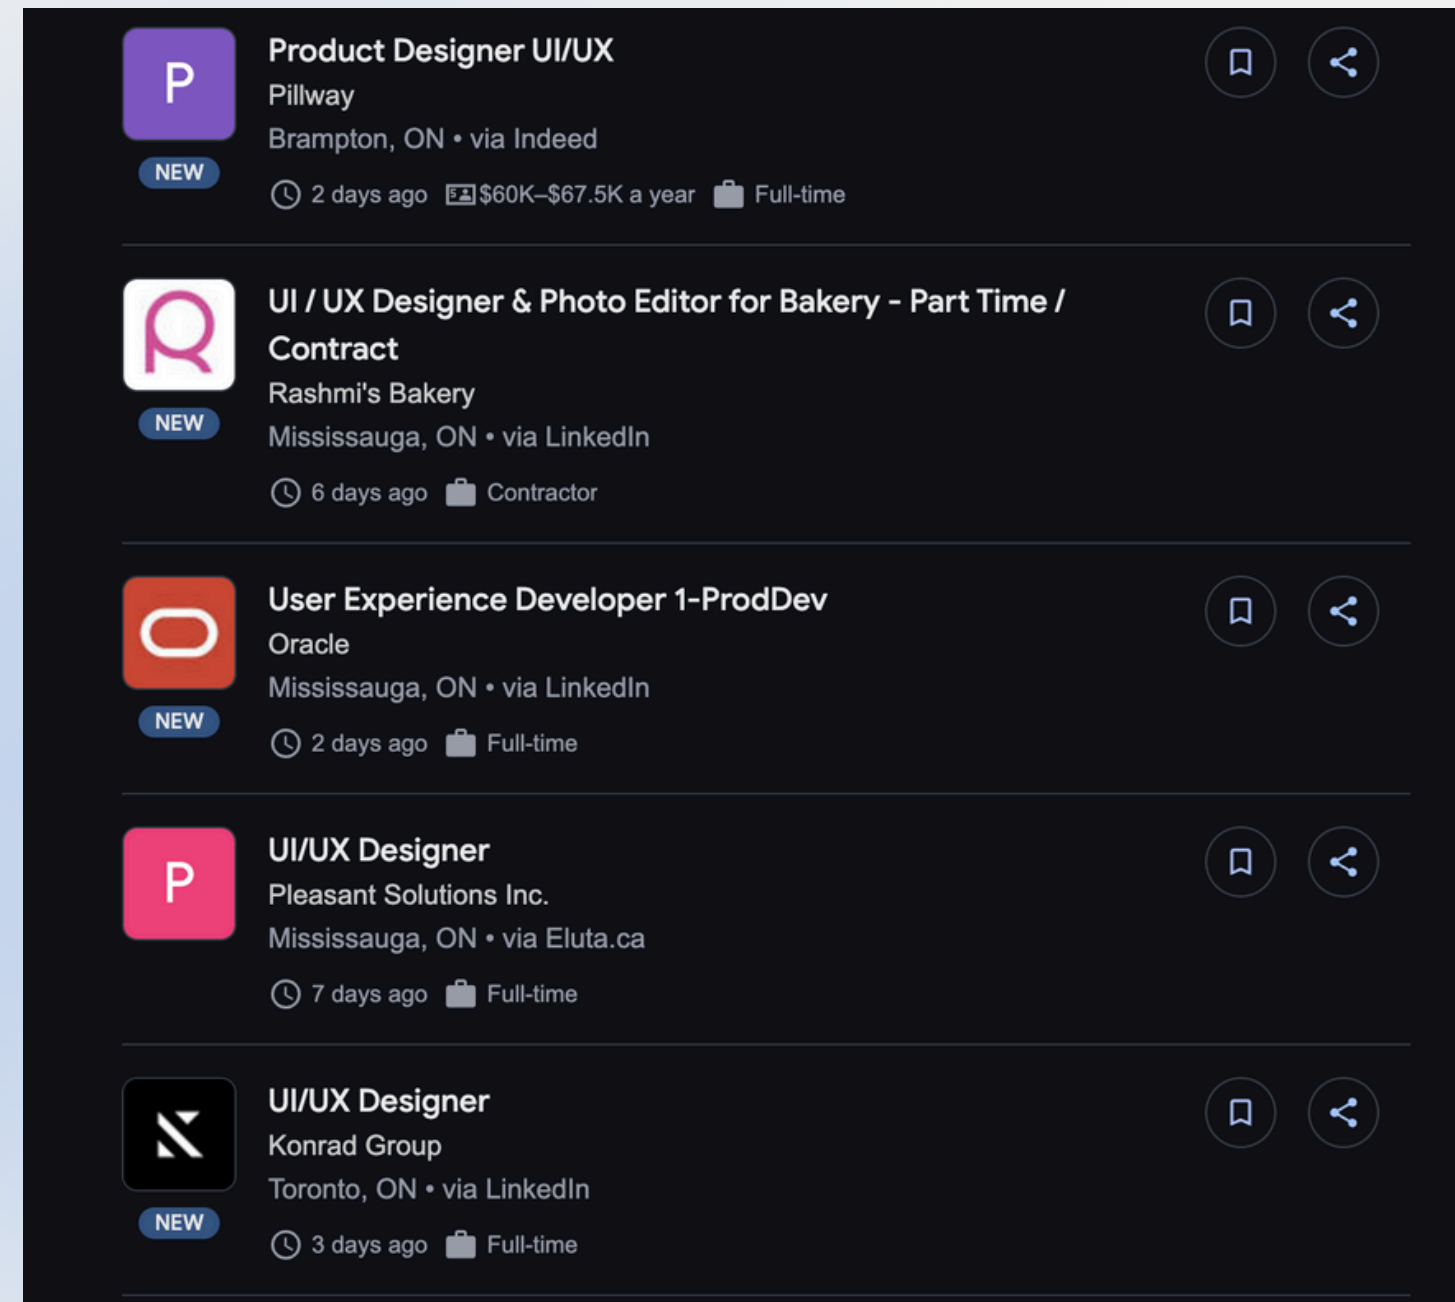 P
Product Designer UI/UX
Pillway
Brampton, ON • via Indeed
NEW
2 days ago $60K–$67.5K a year Full-time
R
UI / UX Designer & Photo Editor for Bakery - Part Time /
Contract
Rashmi's Bakery
Mississauga, ON • via LinkedIn
NEW
6 days ago Contractor
User Experience Developer 1-ProdDev
Oracle
Mississauga, ON • via LinkedIn
NEW
2 days ago Full-time
P
UI/UX Designer
Pleasant Solutions Inc.
Mississauga, ON • via Eluta.ca
7 days ago Full-time
UI/UX Designer
Konrad Group
Toronto, ON • via LinkedIn
NEW
3 days ago Full-time